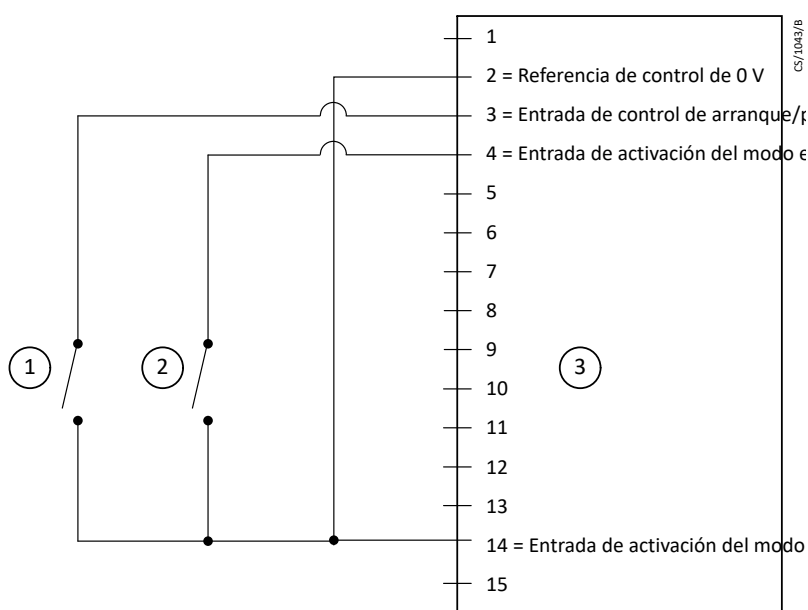 CS/1043/B
1
2 = Referencia de control de 0 V
3 = Entrada de control de arranque/p
4 = Entrada de activación del modo e
5
6
7
8
9
10
11
12
13
14 = Entrada de activación del modo
15
1
2
3